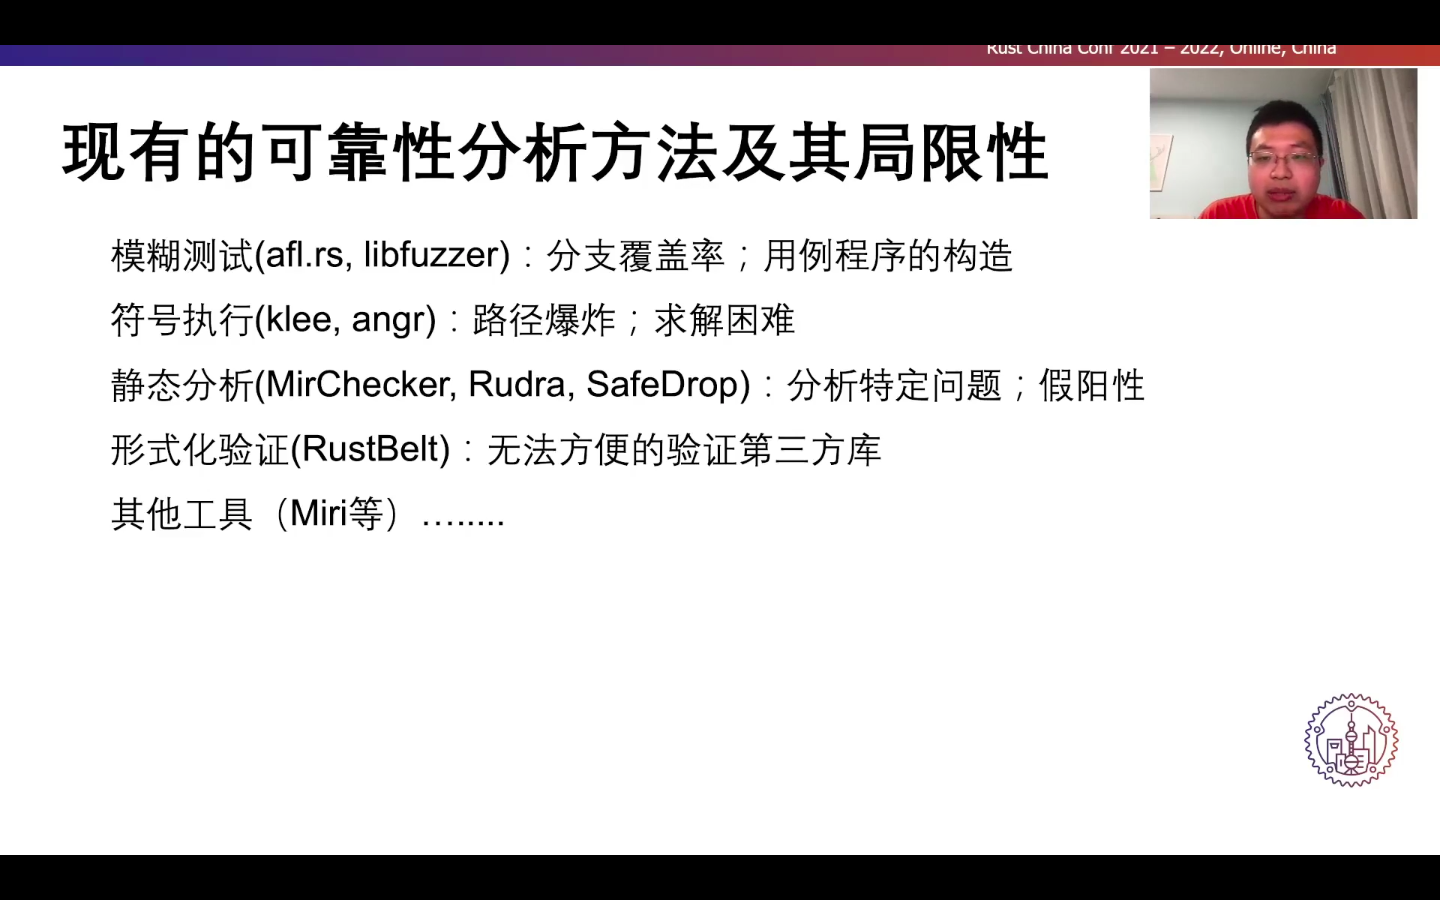 Rust China Conf 2021 – 2022, Online, China
现有的可靠性分析方法及其局限性
模糊测试(afl.rs, libfuzzer)：分支覆盖率；用例程序的构造
符号执行(klee, angr)：路径爆炸；求解困难
静态分析(MirChecker, Rudra, SafeDrop)：分析特定问题；假阳性
形式化验证(RustBelt)：无法方便的验证第三方库
其他工具（Miri等）….....